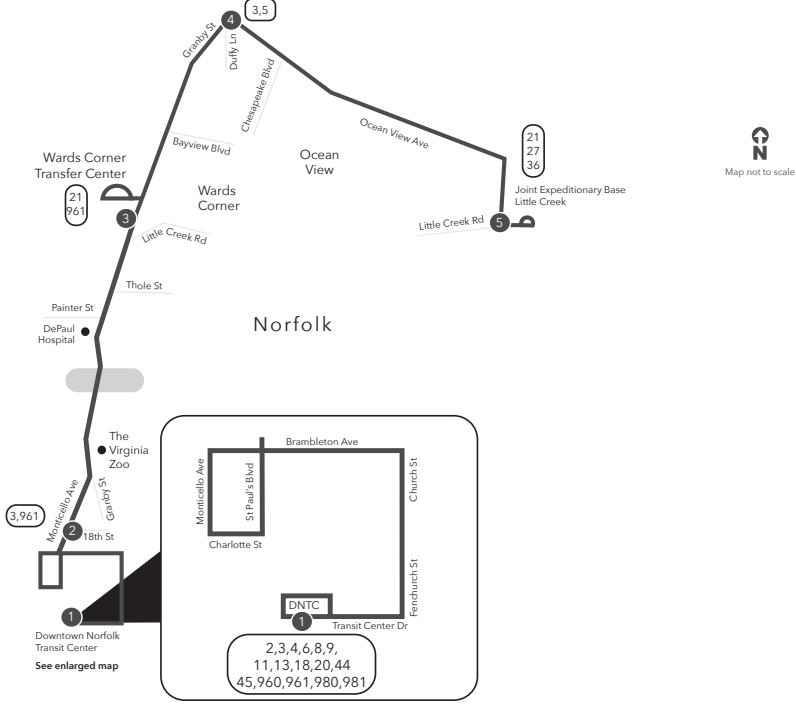 3,5
4
Granby St
Duffy Ln
Chesapeake Blvd
Ocean View Ave
Bayview Blvd
Ocean
View
21
27
36
N
Map not to scale
Wards Corner
Transfer Center
21
961
3
Wards
Corner
Little Creek Rd
Joint Expeditionary Base
Little Creek
Little Creek Rd
5
Thole St
Painter St
DePaul
Hospital
Norfolk
The
Virginia
Zoo
Monticello Ave
Granby St
3,961
2
18th St
1
Downtown Norfolk
Transit Center
See enlarged map
Brambleton Ave
Monticello Ave
St Paul's Blvd
Church St
Charlotte St
Fenchurch St
DNTC
1
Transit Center Dr
2,3,4,6,8,9,
11,13,18,20,44
45,960,961,980,981